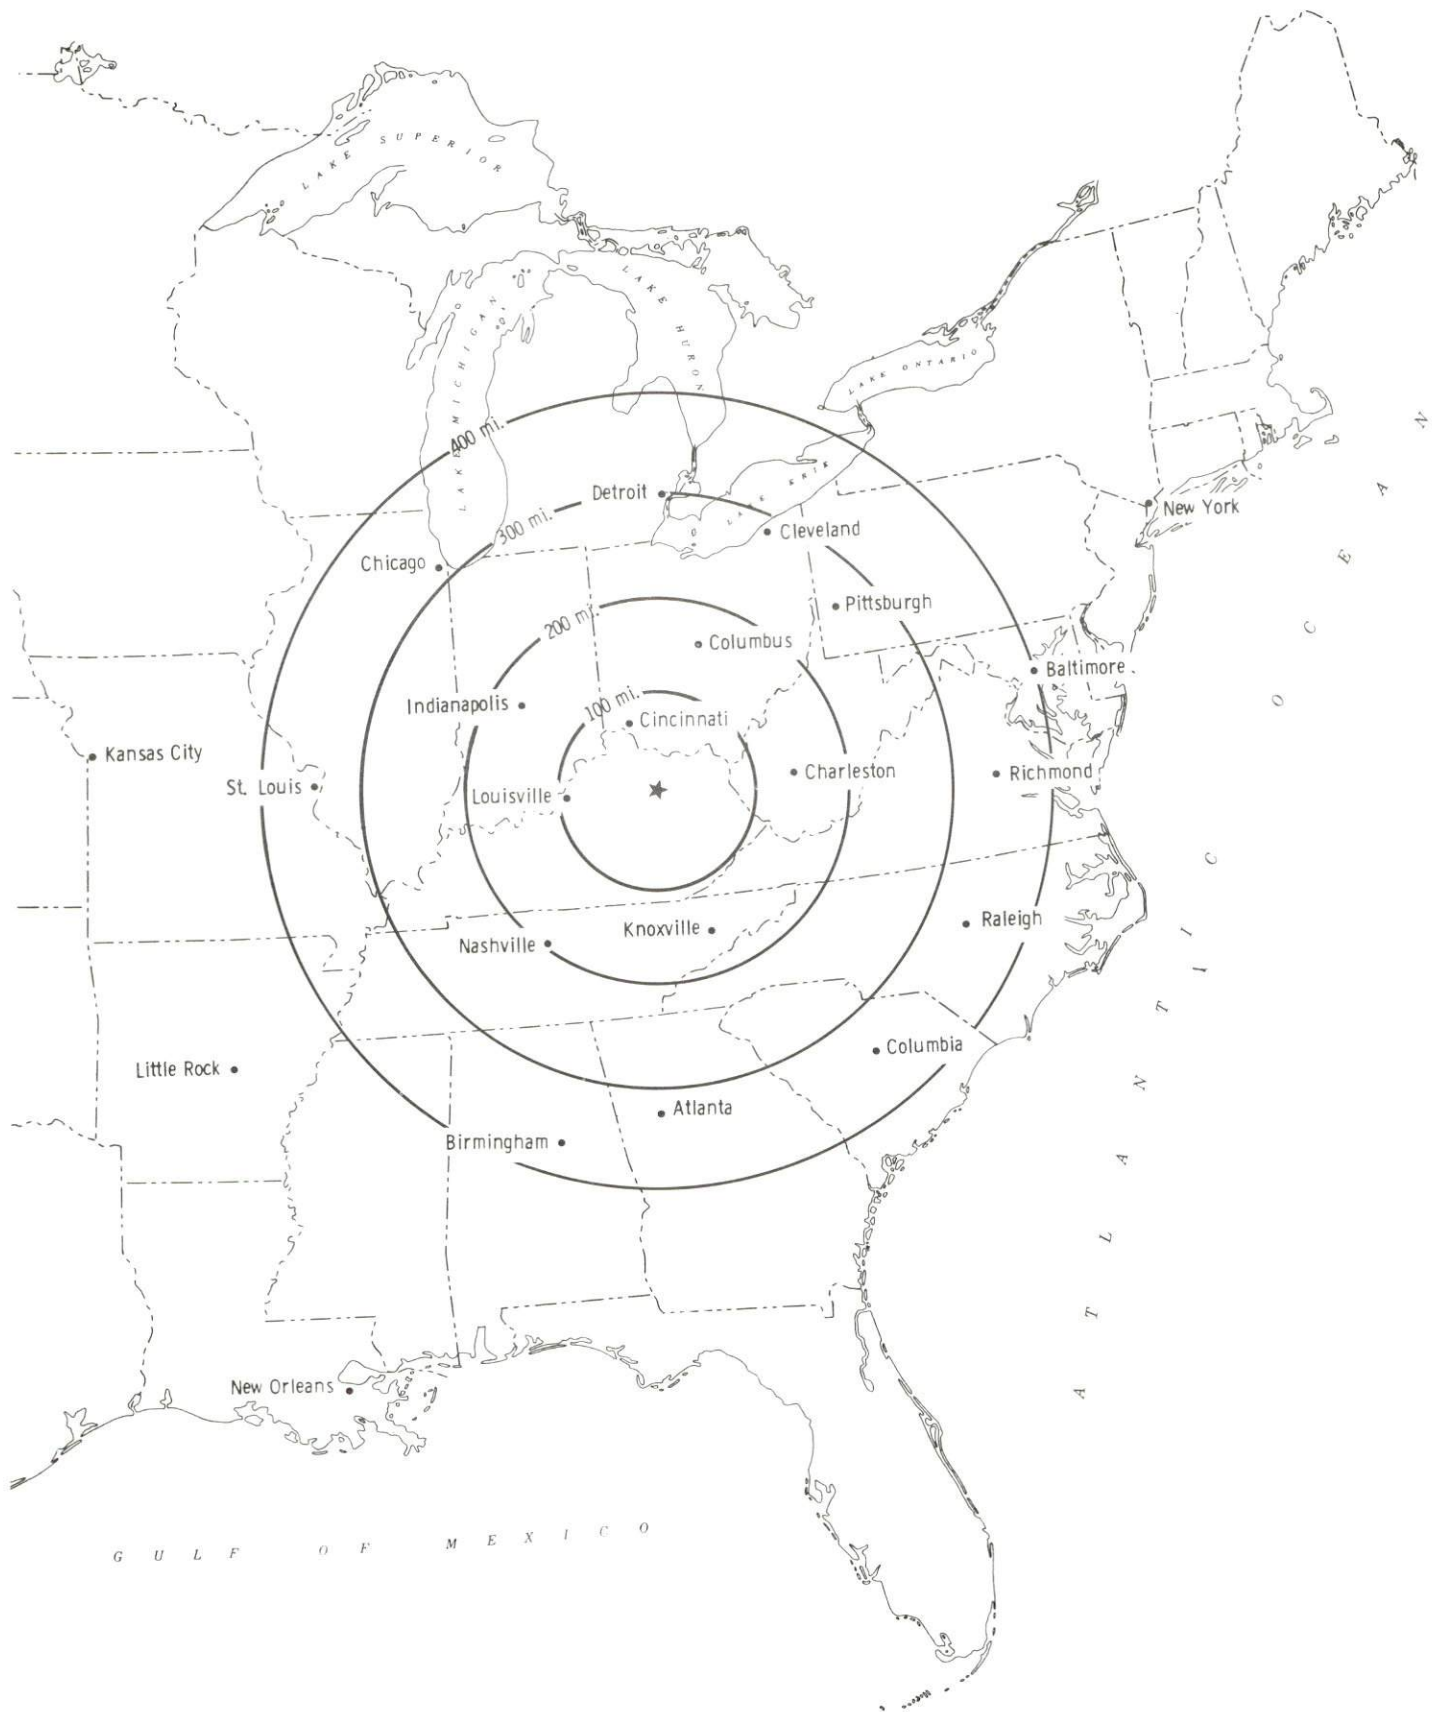 LAKE SUPERIOR
LAKE MICHIGAN
LAKE HURON
LAKE ONTARIO
LAKE ERIE
400 mi.
Detroit
300 mi.
New York
Cleveland
Chicago
Pittsburgh
200 mi.
Columbus
Baltimore
Indianapolis
100 mi.
Cincinnati
Kansas City
Charleston
Richmond
St. Louis
Louisville
Raleigh
Knoxville
Nashville
Columbia
Little Rock
Atlanta
Birmingham
New Orleans
ATLANTIC OCEAN
GULF OF MEXICO